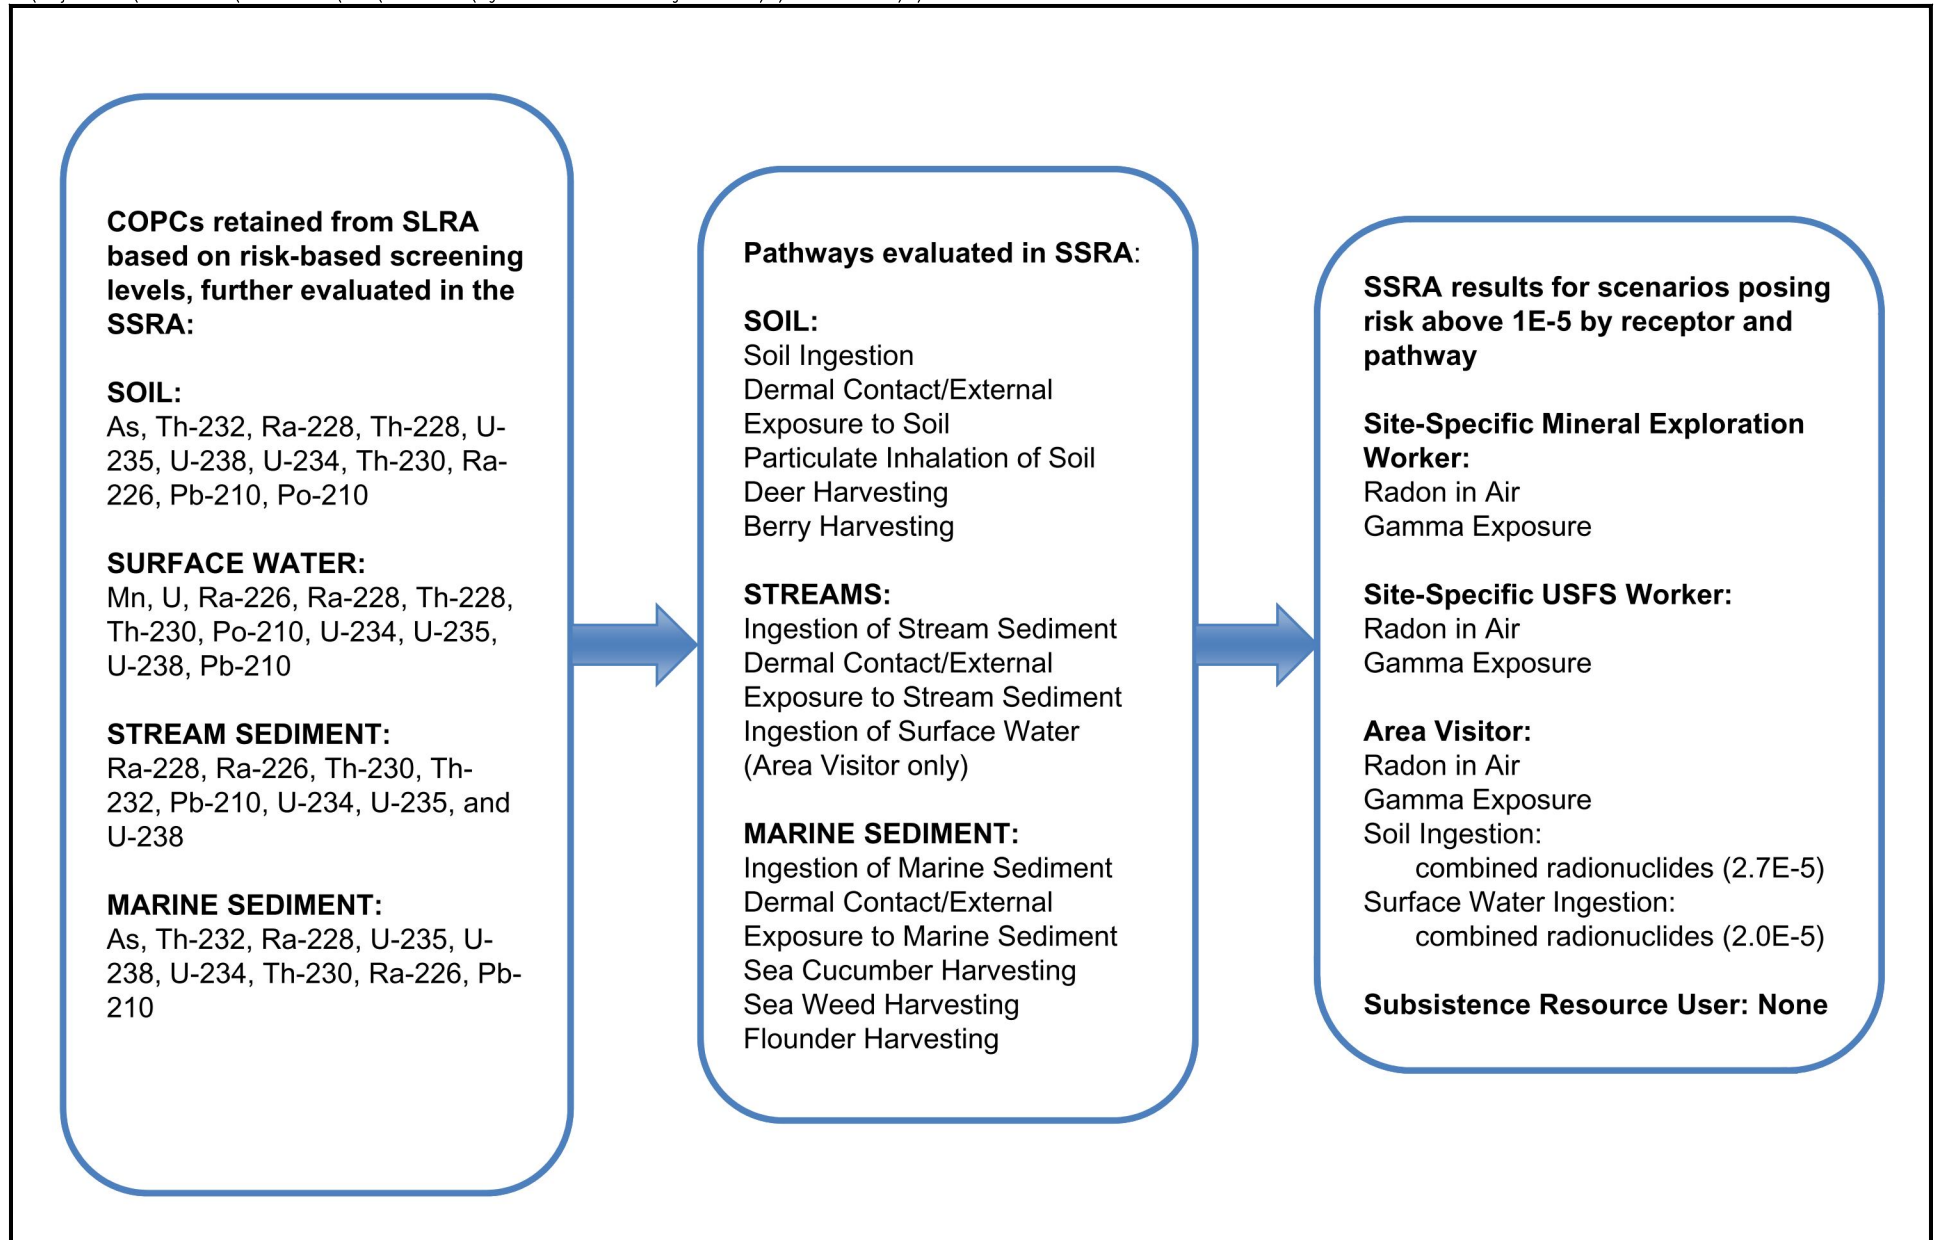 COPCs retained from SLRA
based on risk-based screening
levels, further evaluated in the
SSRA:
SOIL:
As, Th-232, Ra-228, Th-228, U-
235, U-238, U-234, Th-230, Ra-
226, Pb-210, Po-210
SURFACE WATER:
Mn, U, Ra-226, Ra-228, Th-228,
Th-230, Po-210, U-234, U-235,
U-238, Pb-210
STREAM SEDIMENT:
Ra-228, Ra-226, Th-230, Th-
232, Pb-210, U-234, U-235, and
U-238
MARINE SEDIMENT:
As, Th-232, Ra-228, U-235, U-
238, U-234, Th-230, Ra-226, Pb-
210
Pathways evaluated in SSRA:
SOIL:
Soil Ingestion
Dermal Contact/External
Exposure to Soil
Particulate Inhalation of Soil
Deer Harvesting
Berry Harvesting
STREAMS:
Ingestion of Stream Sediment
Dermal Contact/External
Exposure to Stream Sediment
Ingestion of Surface Water
(Area Visitor only)
MARINE SEDIMENT:
Ingestion of Marine Sediment
Dermal Contact/External
Exposure to Marine Sediment
Sea Cucumber Harvesting
Sea Weed Harvesting
Flounder Harvesting
SSRA results for scenarios posing
risk above 1E-5 by receptor and
pathway
Site-Specific Mineral Exploration
Worker:
Radon in Air
Gamma Exposure
Site-Specific USFS Worker:
Radon in Air
Gamma Exposure
Area Visitor:
Radon in Air
Gamma Exposure
Soil Ingestion:
combined radionuclides (2.7E-5)
Surface Water Ingestion:
combined radionuclides (2.0E-5)
Subsistence Resource User: None